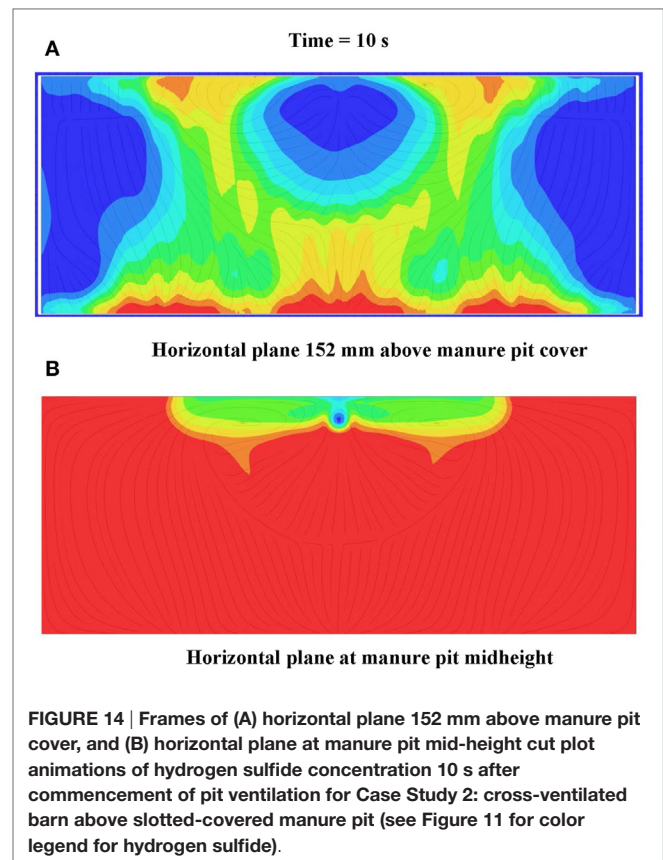 A
Time = 10 s
Horizontal plane 152 mm above manure pit cover
B
Horizontal plane at manure pit midheight
FIGURE 14 | Frames of (A) horizontal plane 152 mm above manure pit
cover, and (B) horizontal plane at manure pit mid-height cut plot
animations of hydrogen sulfide concentration 10 s after
commencement of pit ventilation for Case Study 2: cross-ventilated
barn above slotted-covered manure pit (see Figure 11 for color
legend for hydrogen sulfide).